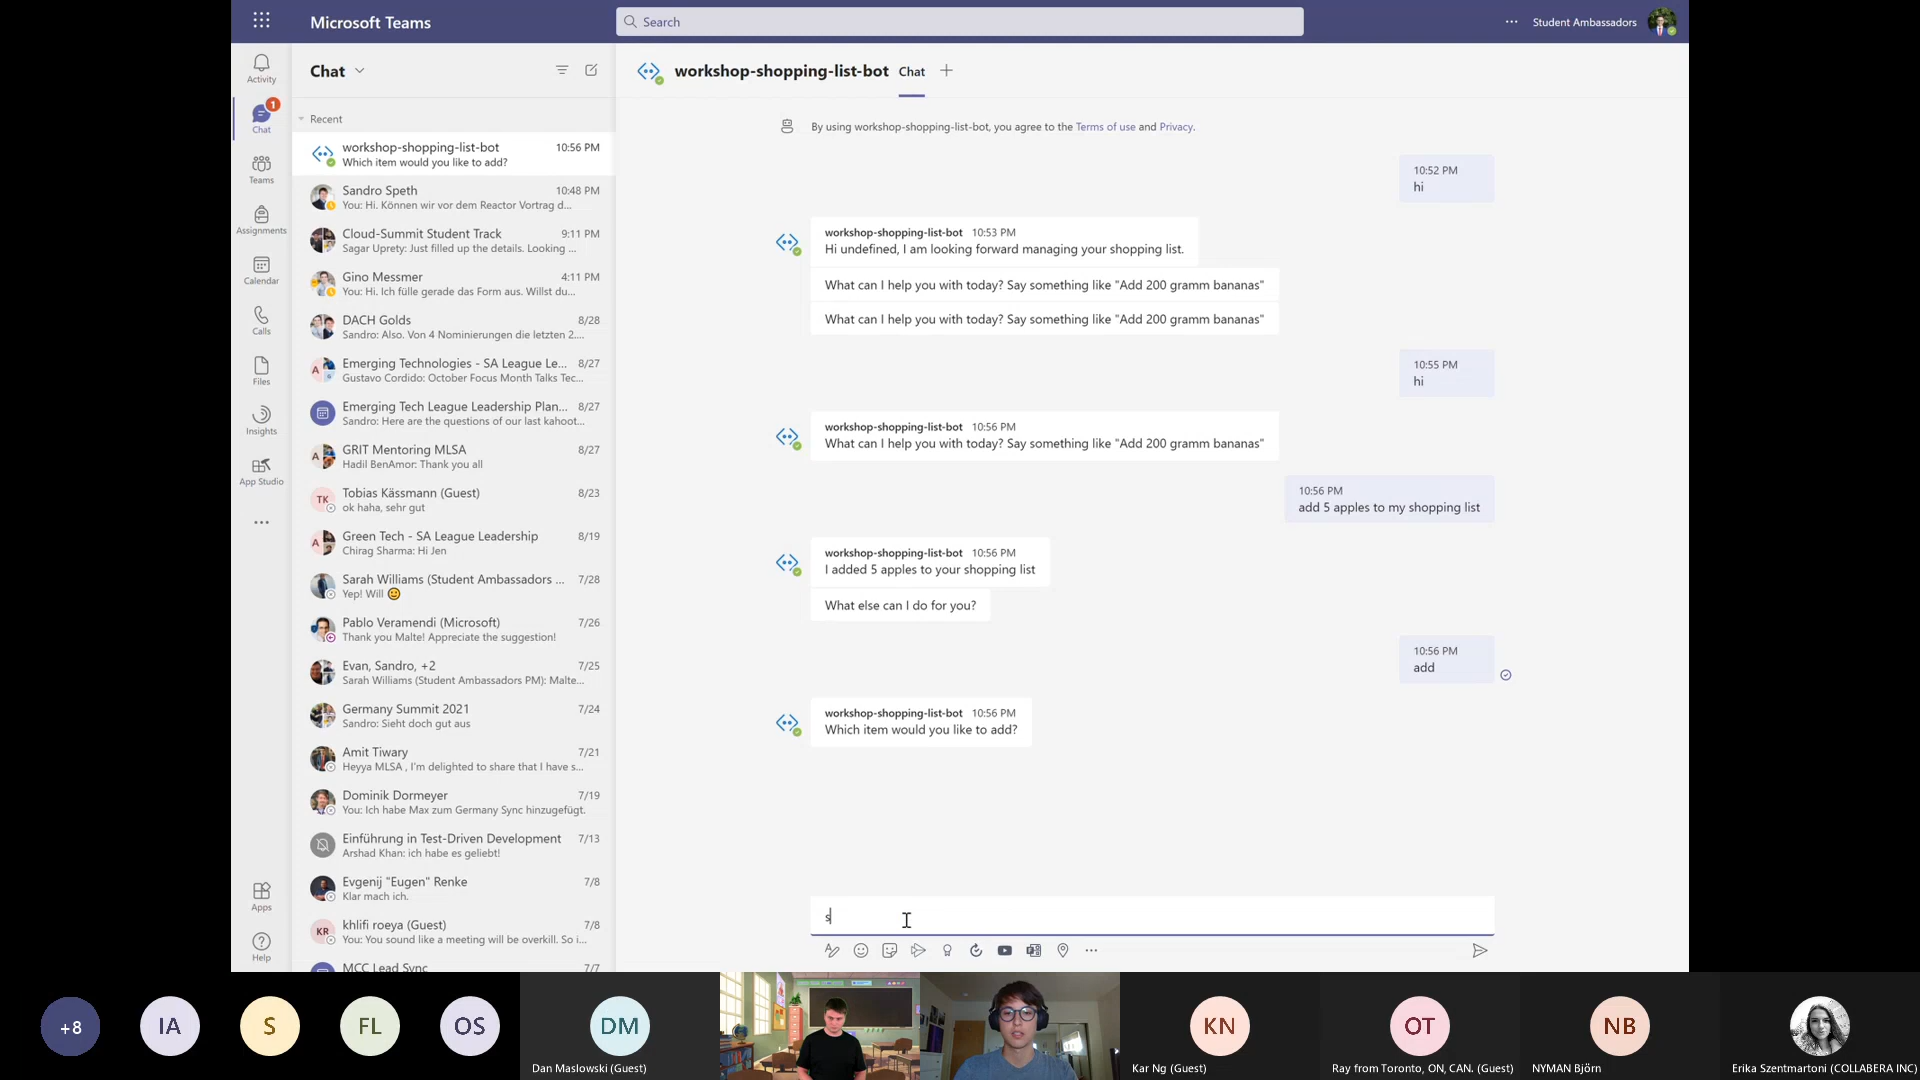 Microsoft Teams
Search
Student Ambassadors
Activity
1
Chat
Teams
Assignments
Calendar
Calls
Files
Insights
App Studio
Apps
Help
Chat
Recent
workshop-shopping-list-bot 10:56 PM
Which item would you like to add?
Sandro Speth 10:48 PM
You: Hi. Können wir vor dem Reactor Vortrag d...
Cloud-Summit Student Track 9:11 PM
Sagar Uprety: Just filled up the details. Looking ...
Gino Messmer 4:11 PM
You: Hi. Ich fülle gerade das Form aus. Willst du...
DACH Golds 8/28
Sandro: Also. Von 4 Nominierungen die letzten 2....
Emerging Technologies - SA League Le... 8/27
Gustavo Cordido: October Focus Month Talks Tec...
Emerging Tech League Leadership Plan... 8/27
Sandro: Here are the questions of our last kahoot...
GRIT Mentoring MLSA 8/27
Hadil BenAmor: Thank you all
TK
Tobias Kässmann (Guest) 8/23
ok haha, sehr gut
Green Tech - SA League Leadership 8/19
Chirag Sharma: Hi Jen
Sarah Williams (Student Ambassadors ... 7/28
Yep! Will
Pablo Veramendi (Microsoft) 7/26
Thank you Malte! Appreciate the suggestion!
Evan, Sandro, +2 7/25
Sarah Williams (Student Ambassadors PM): Malte...
Germany Summit 2021 7/24
Sandro: Sieht doch gut aus
Amit Tiwary 7/21
Heyya MLSA , I'm delighted to share that I have s...
Dominik Dormeyer 7/19
You: Ich habe Max zum Germany Sync hinzugefügt.
Einführung in Test-Driven Development 7/13
Arshad Khan: ich habe es geliebt!
Evgenij "Eugen" Renke 7/8
Klar mach ich.
KR
khlifi roeya (Guest) 7/8
You: You sound like a meeting will be overkill. So i...
MCC Lead Sync 7/7
workshop-shopping-list-bot Chat
By using workshop-shopping-list-bot, you agree to the Terms of use and Privacy.
10:52 PM
hi
workshop-shopping-list-bot 10:53 PM
Hi undefined, I am looking forward managing your shopping list.
What can I help you with today? Say something like "Add 200 gramm bananas"
What can I help you with today? Say something like "Add 200 gramm bananas"
10:55 PM
hi
workshop-shopping-list-bot 10:56 PM
What can I help you with today? Say something like "Add 200 gramm bananas"
10:56 PM
add 5 apples to my shopping list
workshop-shopping-list-bot 10:56 PM
I added 5 apples to your shopping list
What else can I do for you?
10:56 PM
add
workshop-shopping-list-bot 10:56 PM
Which item would you like to add?
s
+8
IA
S
FL
OS
DM
Dan Maslowski (Guest)
KN
Kar Ng (Guest)
OT
Ray from Toronto, ON, CAN. (Guest)
NB
NYMAN Björn
Erika Szentmartoni (COLLABERA INC)